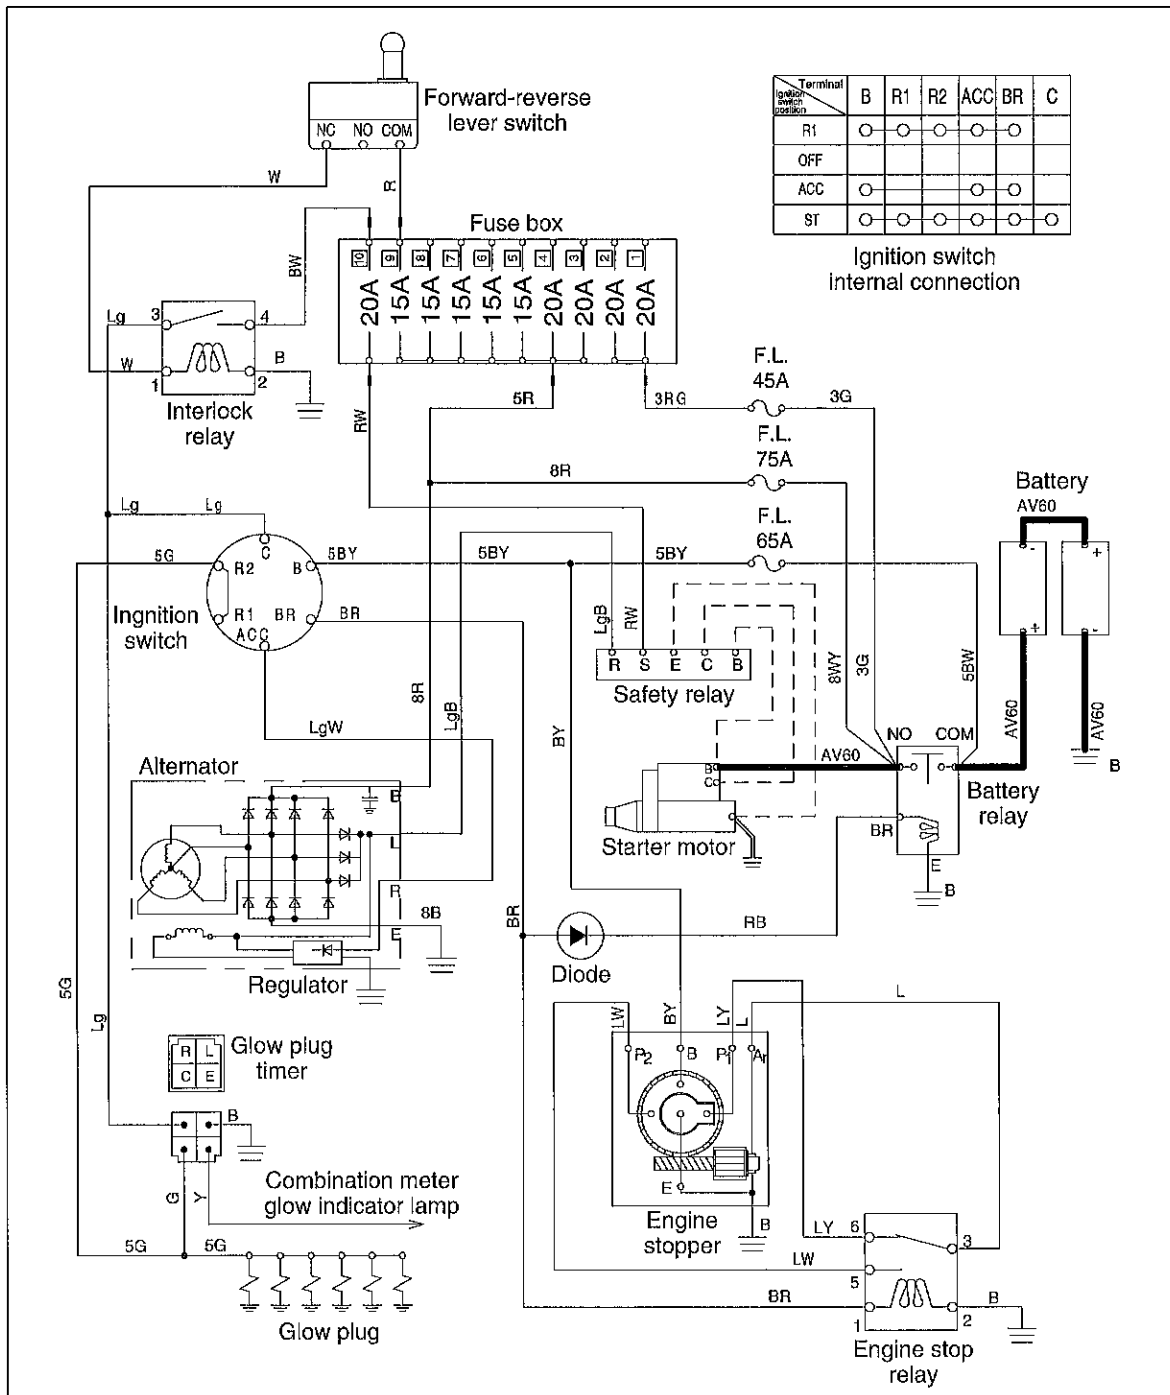 Forward-reverse
lever switch
NC NO COM
W
R
BW
Terminal
Ignition
switch
position
B R1 R2 ACC BR C
R1
OFF
ACC
ST
Ignition switch
internal connection
Fuse box
10 9 8 7 6 5 4 3 2 1
20A 15A 15A 15A 15A 15A 20A 20A 20A 20A
Lg 3 4
W 1 2 B
Interlock
relay
RW
5R
3RG
F.L.
45A
3G
F.L.
75A
8R
F.L.
65A
Battery
AV60
- +
+ -
Lg Lg
5G
C
R2 B
R1 BR
ACC
5BY 5BY 5BY
BR
Ingnition
switch
LgB RW
R S E C B
Safety relay
8WY 3G 5BW
AV60 AV60
B
8R LgB BY
LgW
NO COM
AV60
B
C
Starter motor
BR
E
B
Battery
relay
Alternator
B
L
R
E
8B
Regulator
BR
RB
Diode
5G
Lg
R L
C E
Glow plug
timer
B
G Y
Combination meter
glow indicator lamp
5G 5G
Glow plug
LW BY LY L
L
P2 B P1 Ar
E
B
Engine
stopper
LY 6 3
LW 5
BR 1 2 B
Engine stop
relay